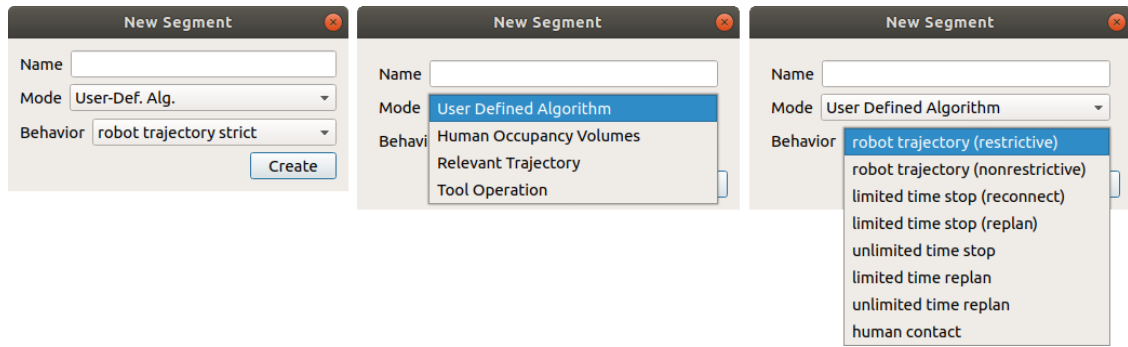 New Segment
Name
Mode User-Def. Alg.
Behavior robot trajectory strict
Create
New Segment
Name
Mode User Defined Algorithm
Human Occupancy Volumes
Behavi
Relevant Trajectory
Tool Operation
New Segment
Name
Mode User Defined Algorithm
Behavior robot trajectory (restrictive)
robot trajectory (nonrestrictive)
limited time stop (reconnect)
limited time stop (replan)
unlimited time stop
limited time replan
unlimited time replan
human contact